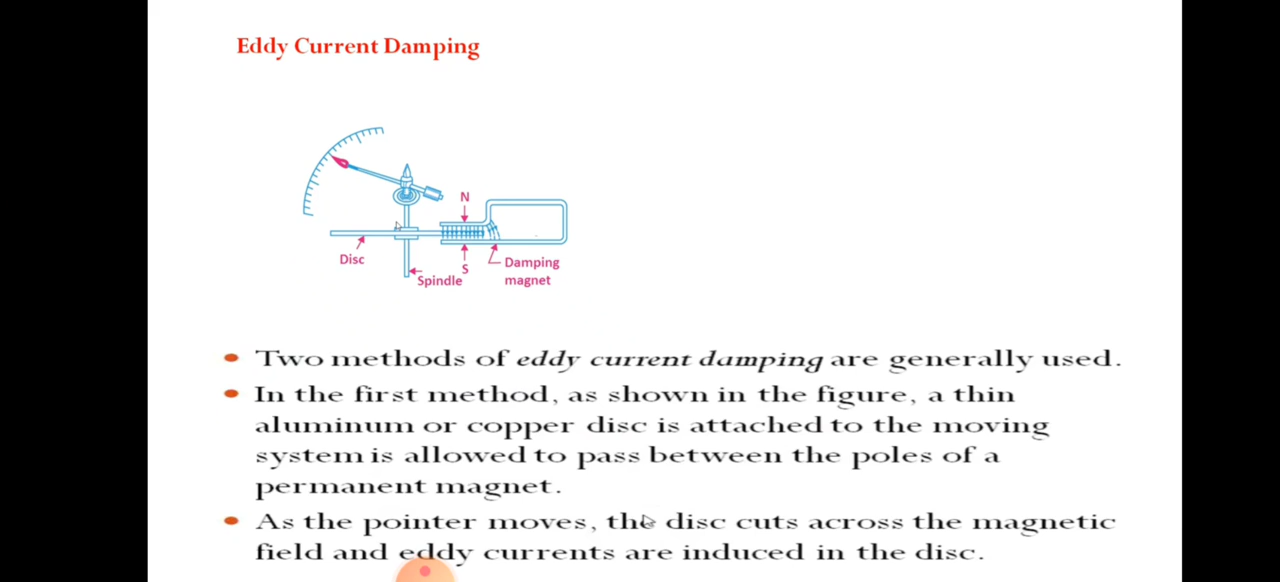 Eddy Current Damping
N
Disc
S
Spindle
Damping
magnet
Two methods of eddy current damping are generally used.
In the first method, as shown in the figure, a thin
aluminum or copper disc is attached to the moving
system is allowed to pass between the poles of a
permanent magnet.
As the pointer moves, the disc cuts across the magnetic
field and eddy currents are induced in the disc.